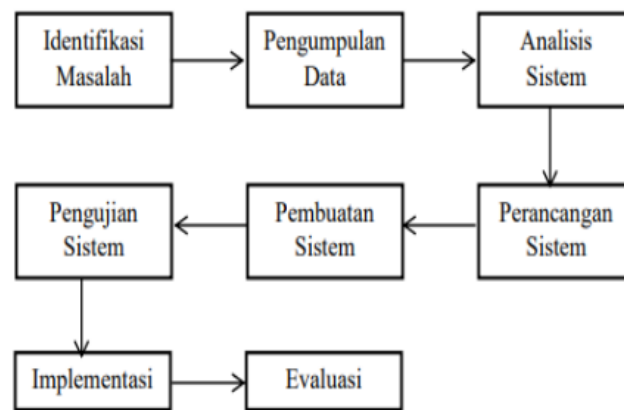 Identifikasi
Masalah
Pengumpulan
Data
Analisis
Sistem
Perancangan
Sistem
Pembuatan
Sistem
Pengujian
Sistem
Implementasi
Evaluasi